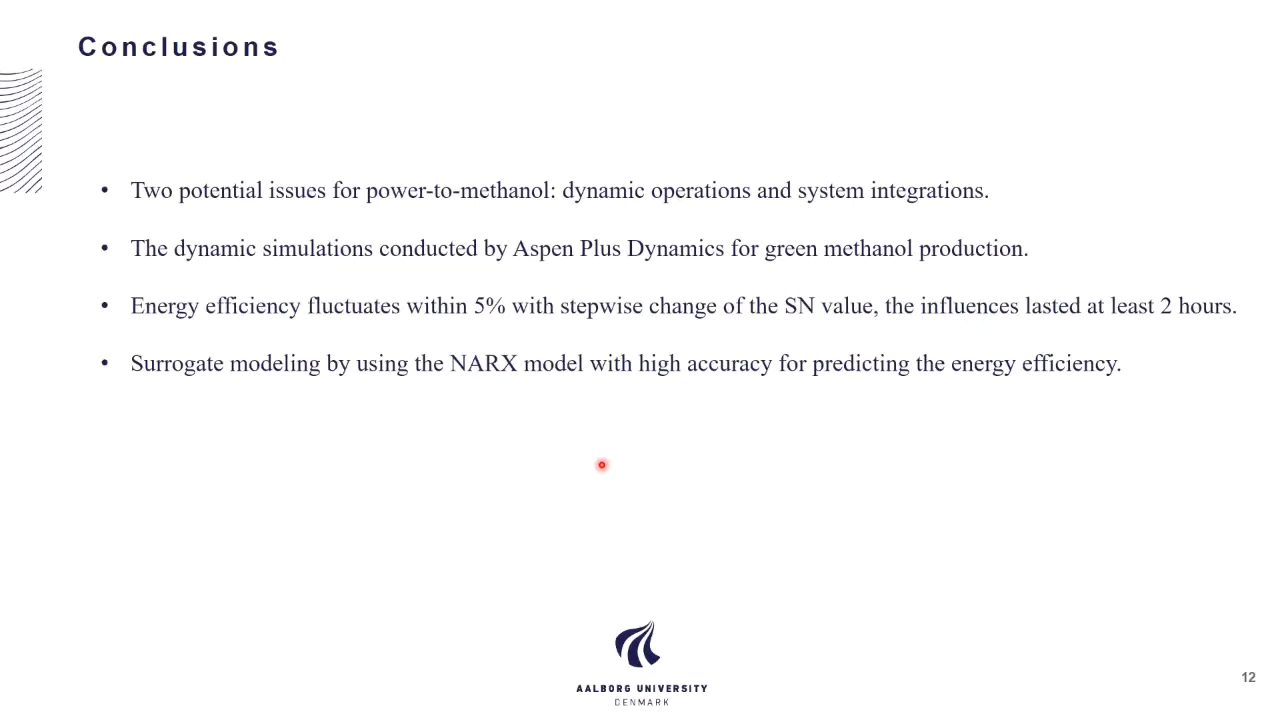 Conclusions
• Two potential issues for power-to-methanol: dynamic operations and system integrations.
• The dynamic simulations conducted by Aspen Plus Dynamics for green methanol production.
• Energy efficiency fluctuates within 5% with stepwise change of the SN value, the influences lasted at least 2 hours.
• Surrogate modeling by using the NARX model with high accuracy for predicting the energy efficiency.
AALBORG UNIVERSITY
DENMARK
12